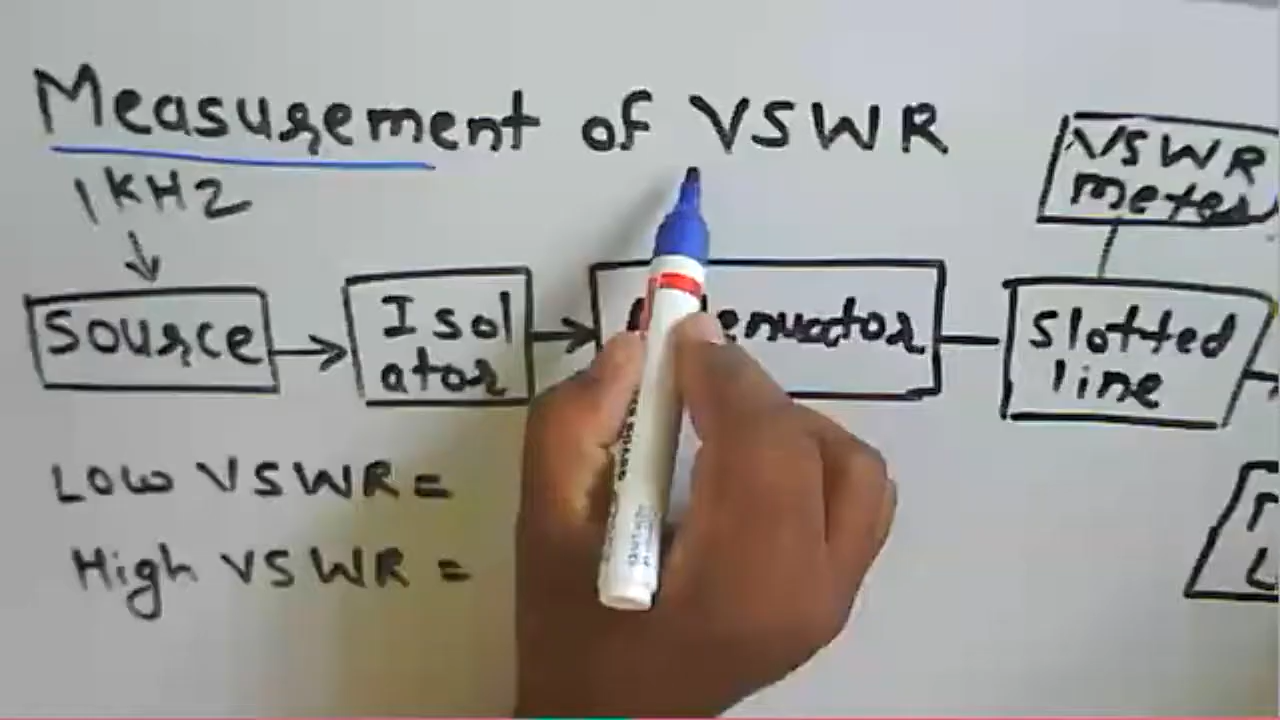 Measurement of VSWR
1KHZ
VSWR
meter
Source
Isol
ator
slotted
line
Low VSWR =
High VSWR =